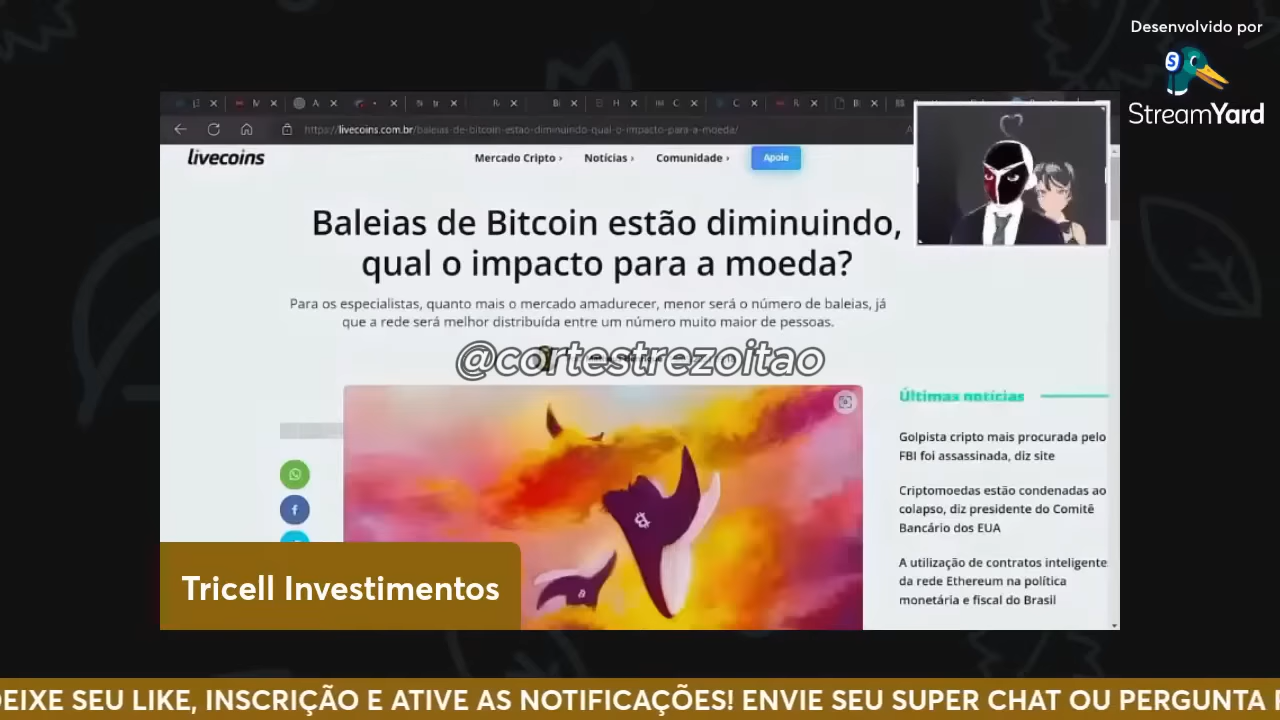 Desenvolvido por
StreamYard
https://livecoins.com.br/baleias-de-bitcoin-estao-diminuindo-qual-o-impacto-para-a-moeda/
livecoins
Mercado Cripto ›
Notícias ›
Comunidade ›
Apoie
Baleias de Bitcoin estão diminuindo,
qual o impacto para a moeda?
Para os especialistas, quanto mais o mercado amadurecer, menor será o número de baleias, já
que a rede será melhor distribuída entre um número muito maior de pessoas.
@cortestrezoitao
Últimas notícias
Golpista cripto mais procurada pelo
FBI foi assassinada, diz site
Criptomoedas estão condenadas ao
colapso, diz presidente do Comitê
Bancário dos EUA
A utilização de contratos inteligente
da rede Ethereum na política
monetária e fiscal do Brasil
Tricell Investimentos
DEIXE SEU LIKE, INSCRIÇÃO E ATIVE AS NOTIFICAÇÕES! ENVIE SEU SUPER CHAT OU PERGUNTA